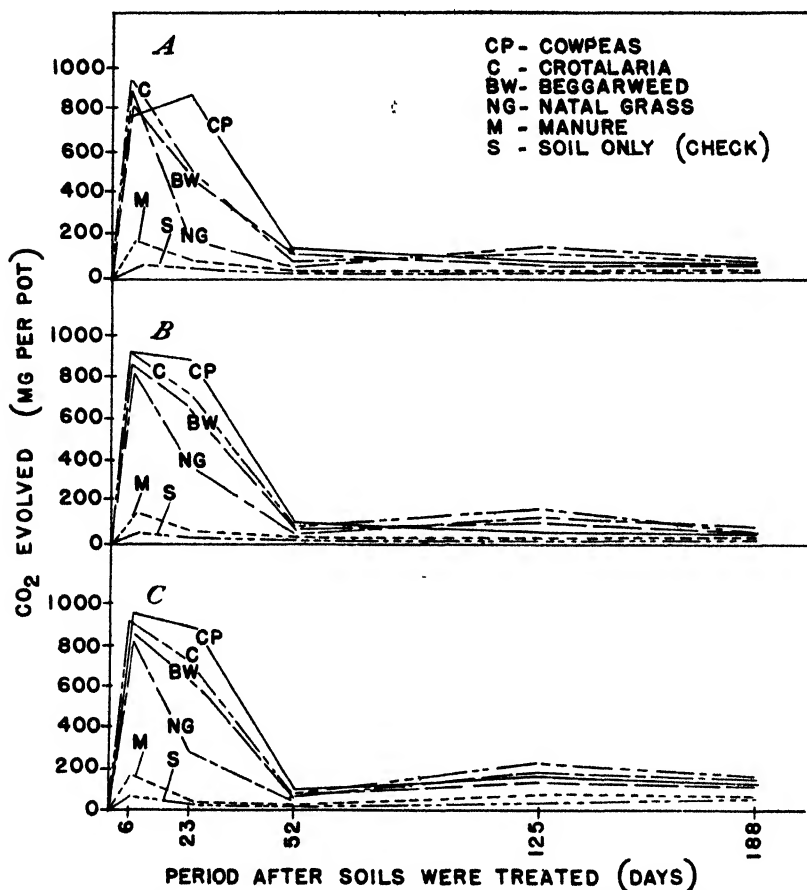 A
CP - COWPEAS
C - CROTALARIA
BW - BEGGARWEED
NG - NATAL GRASS
M - MANURE
S - SOIL ONLY (CHECK)
1000
800
600
400
200
0
C
CP
BW
M
S
NG
B
1000
800
600
400
200
0
C
CP
BW
NG
M
S
C
1000
800
600
400
200
0
CP
C
BW
NG
M
S
CO2 EVOLVED (MG PER POT)
6
23
52
125
188
PERIOD AFTER SOILS WERE TREATED (DAYS)